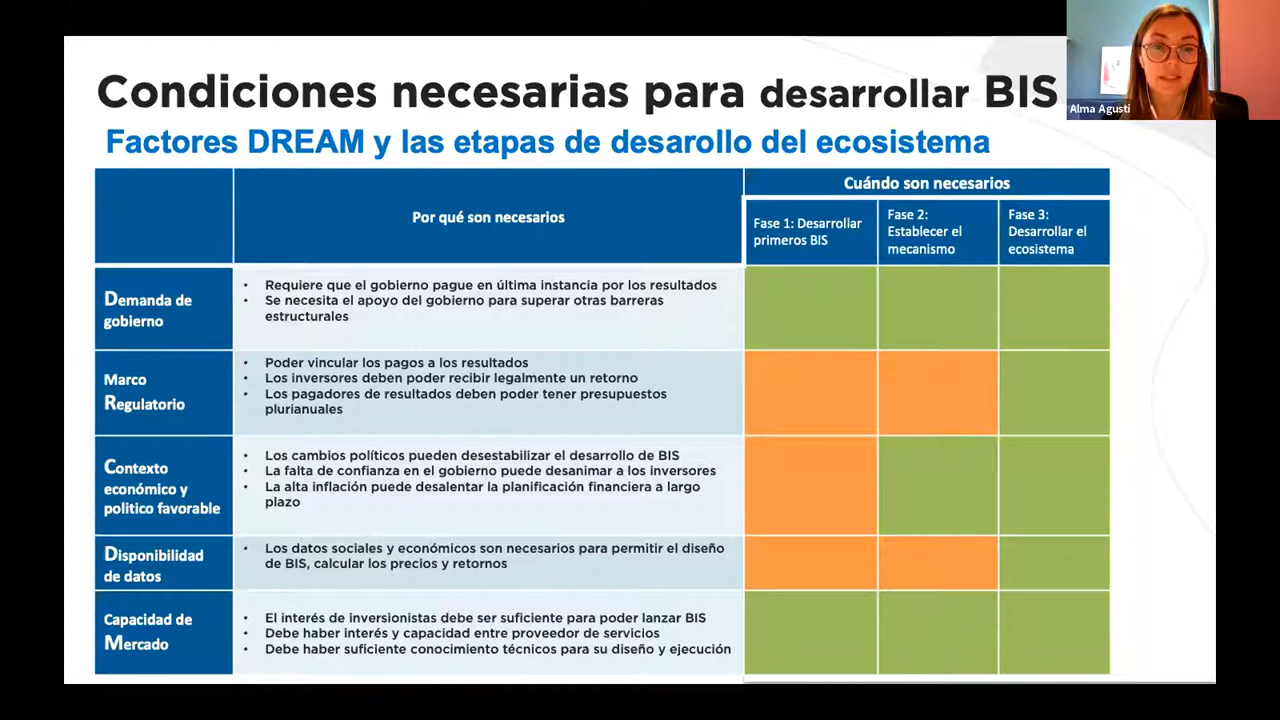 Condiciones necesarias para desarrollar BIS
Alma Agustí
Factores DREAM y las etapas de desarollo del ecosistema
Cuándo son necesarios
Por qué son necesarios
Fase 1: Desarrollar
primeros BIS
Fase 2:
Establecer el
mecanismo
Fase 3:
Desarrollar el
ecosistema
Demanda de
gobierno
• Requiere que el gobierno pague en última instancia por los resultados
• Se necesita el apoyo del gobierno para superar otras barreras
estructurales
Marco
Regulatorio
• Poder vincular los pagos a los resultados
• Los inversores deben poder recibir legalmente un retorno
• Los pagadores de resultados deben poder tener presupuestos
plurianuales
Contexto
económico y
politico favorable
• Los cambios políticos pueden desestabilizar el desarrollo de BIS
• La falta de confianza en el gobierno puede desanimar a los inversores
• La alta inflación puede desalentar la planificación financiera a largo
plazo
Disponibilidad
de datos
• Los datos sociales y económicos son necesarios para permitir el diseño
de BIS, calcular los precios y retornos
Capacidad de
Mercado
• El interés de inversionistas debe ser suficiente para poder lanzar BIS
• Debe haber interés y capacidad entre proveedor de servicios
• Debe haber suficiente conocimiento técnicos para su diseño y ejecución